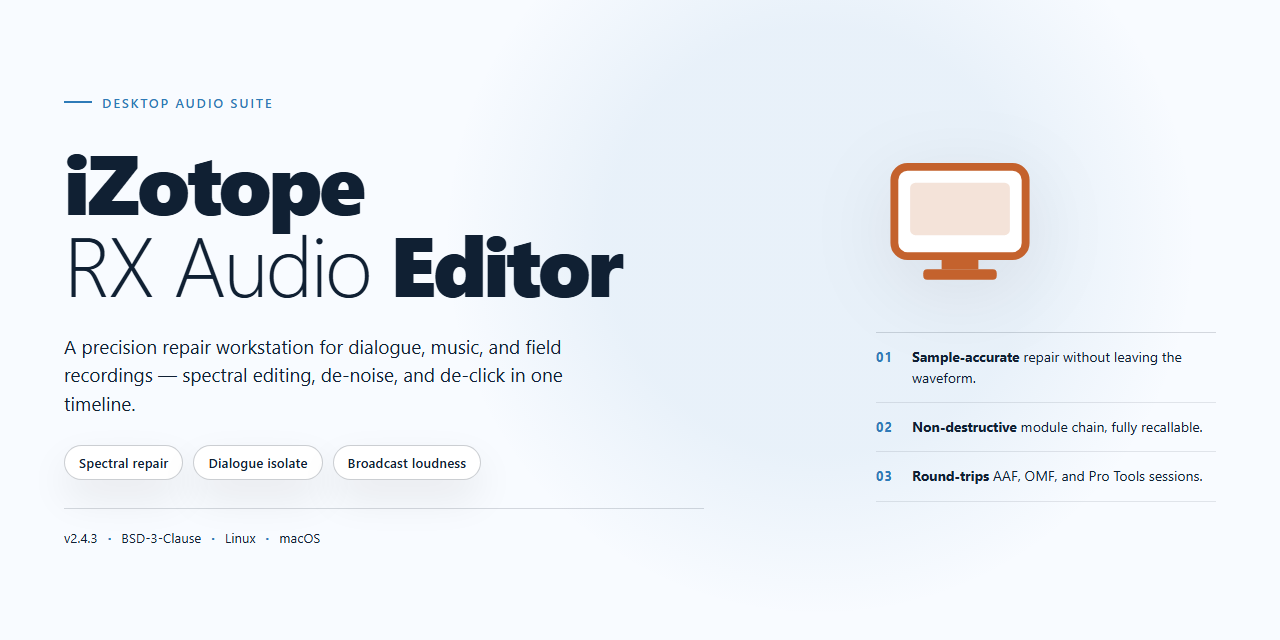 DESKTOP AUDIO SUITE
iZotope
RX Audio Editor
A precision repair workstation for dialogue, music, and field
recordings — spectral editing, de-noise, and de-click in one
timeline.
Spectral repair
Dialogue isolate
Broadcast loudness
v2.4.3 · BSD-3-Clause · Linux · macOS
01 Sample-accurate repair without leaving the
waveform.
02 Non-destructive module chain, fully recallable.
03 Round-trips AAF, OMF, and Pro Tools sessions.